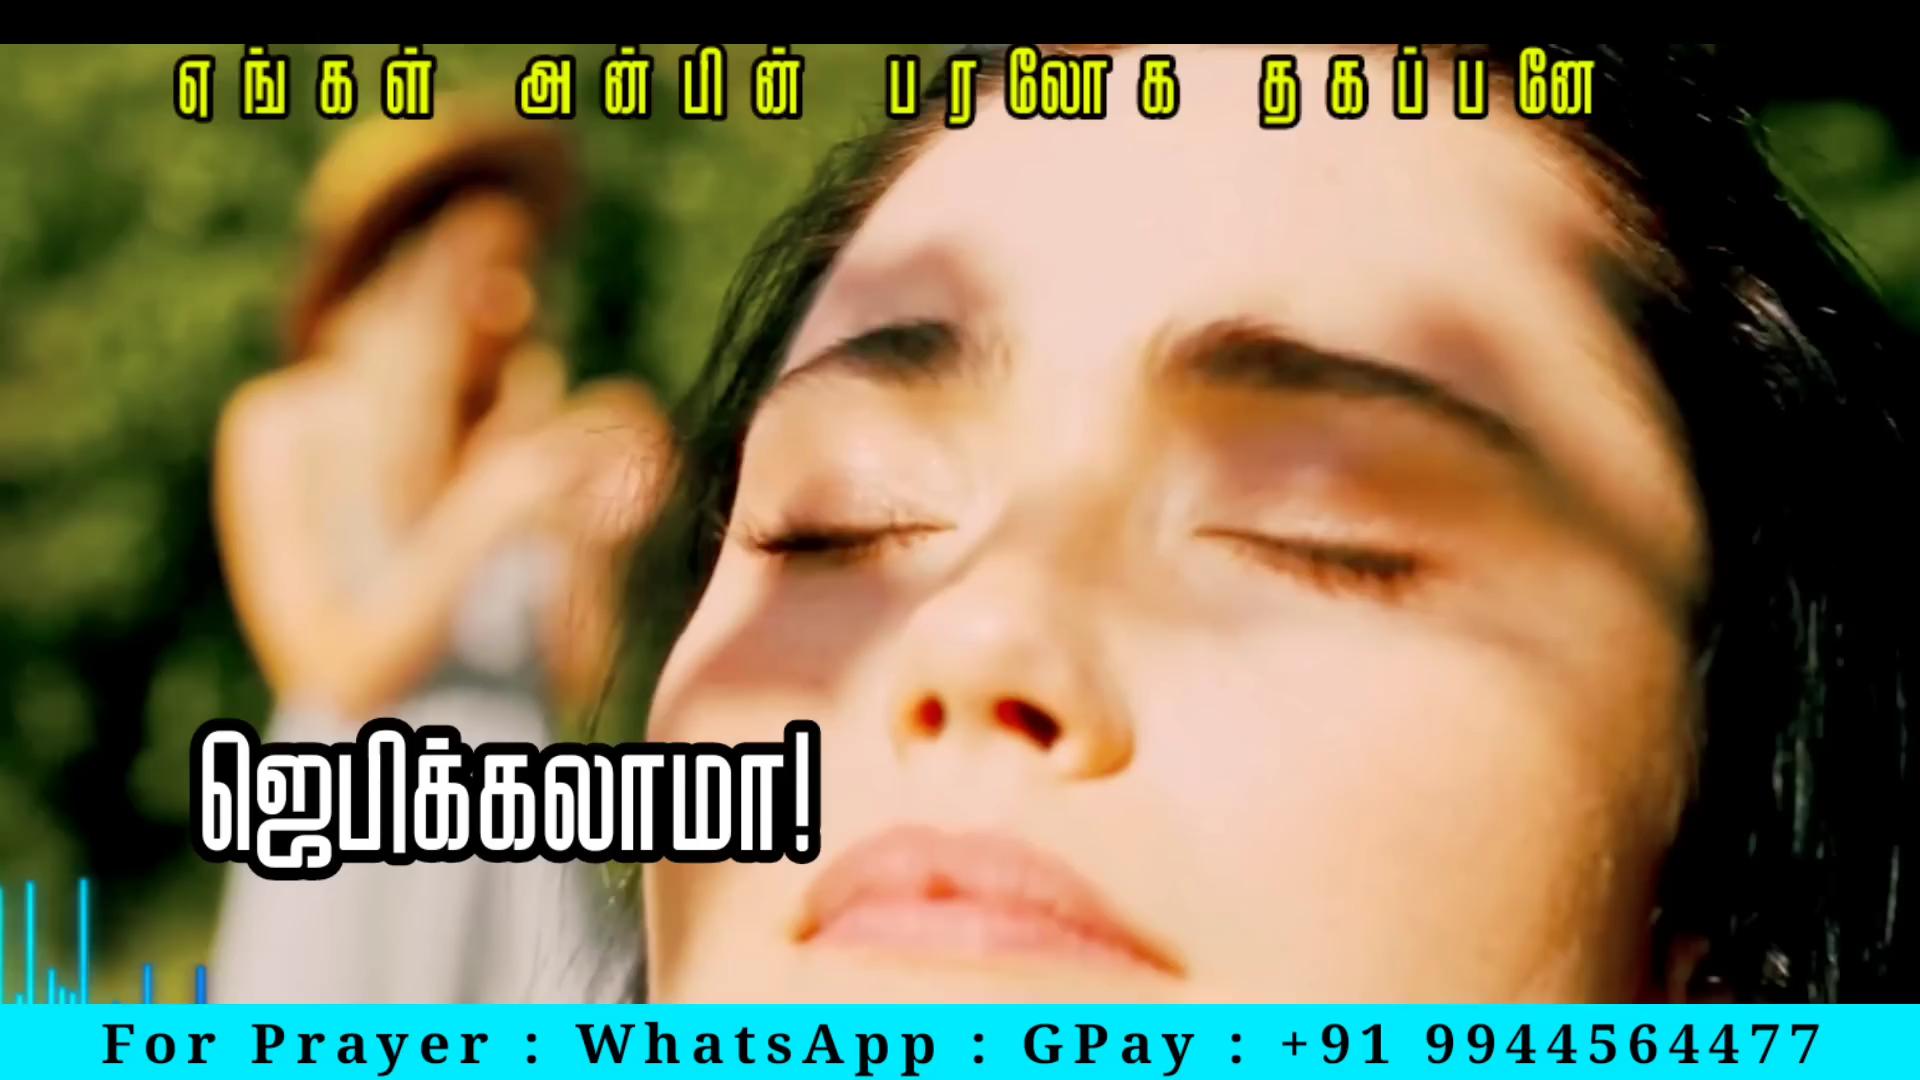 எங்கள் அன்பின் பரலோக தகப்பனே
ஜெபிக்கலாமா!
For Prayer : WhatsApp : GPay : +91 9944564477